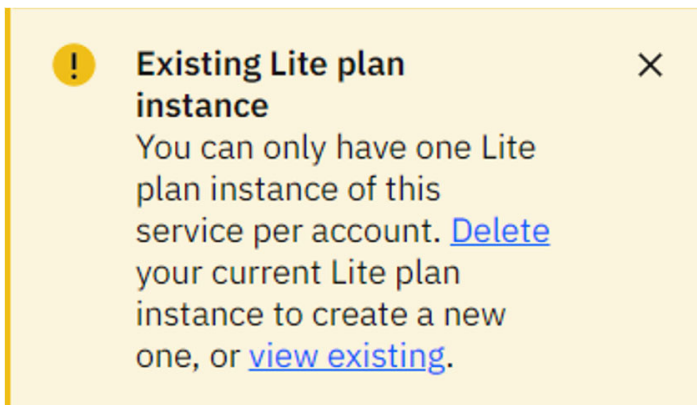 Existing Lite plan
instance
You can only have one Lite
plan instance of this
service per account. Delete
your current Lite plan
instance to create a new
one, or view existing.